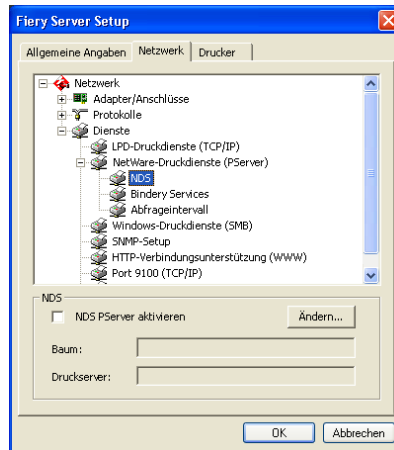 Fiery Server Setup
Allgemeine Angaben Netzwerk Drucker
Netzwerk
Adapter/Anschlüsse
Protokolle
Dienste
LPD-Druckdienste (TCP/IP)
NetWare-Druckdienste (PServer)
NDS
Bindery Services
Abfrageintervall
Windows-Druckdienste (SMB)
SNMP-Setup
HTTP-Verbindungsunterstützung (WWW)
Port 9100 (TCP/IP)
NDS
NDS PServer aktivieren Ändern...
Baum:
Druckserver:
OK Abbrechen